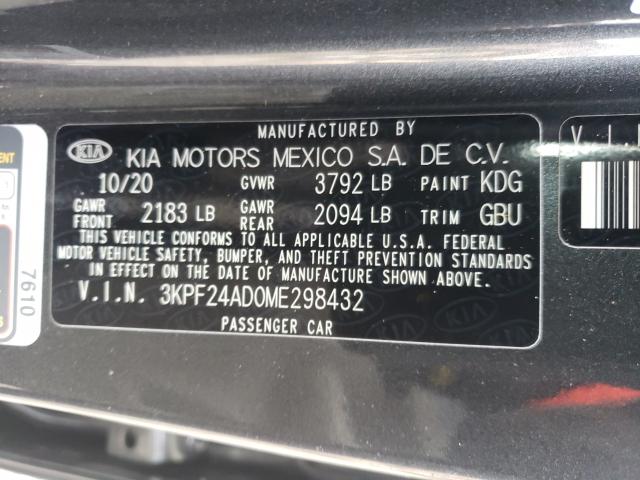 MANUFACTURED BY
KIA KIA MOTORS MEXICO S.A. DE C.V.
10/20 GVWR 3792 LB PAINT KDG
GAWR FRONT 2183 LB GAWR REAR 2094 LB TRIM GBU
THIS VEHICLE CONFORMS TO ALL APPLICABLE U.S.A. FEDERAL
MOTOR VEHICLE SAFETY, BUMPER, AND THEFT PREVENTION STANDARDS
IN EFFECT ON THE DATE OF MANUFACTURE SHOWN ABOVE.
V.I.N. 3KPF24AD0ME298432
PASSENGER CAR
7610
V.I.